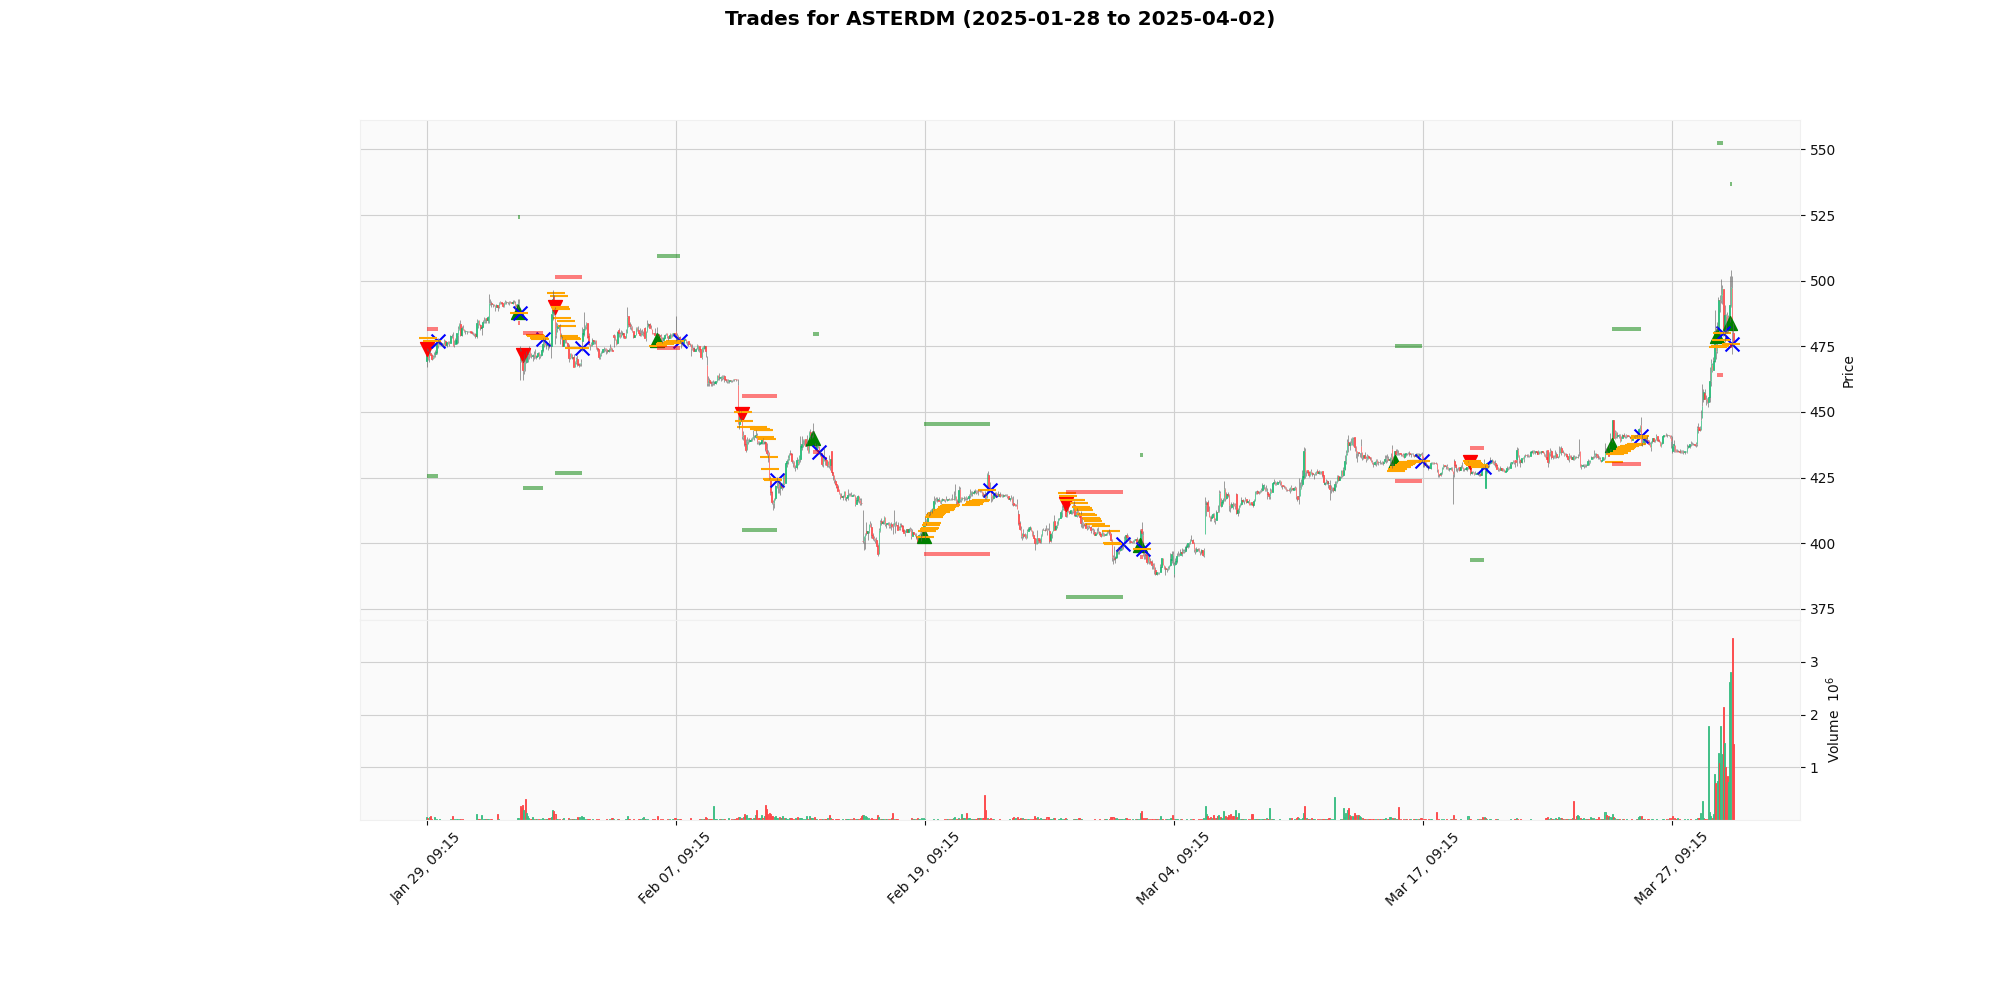 Trades for ASTERDM (2025-01-28 to 2025-04-02)
550
525
500
475
450
425
400
375
Price
3
2
1
Volume 10⁶
Jan 29, 09:15
Feb 07, 09:15
Feb 19, 09:15
Mar 04, 09:15
Mar 17, 09:15
Mar 27, 09:15